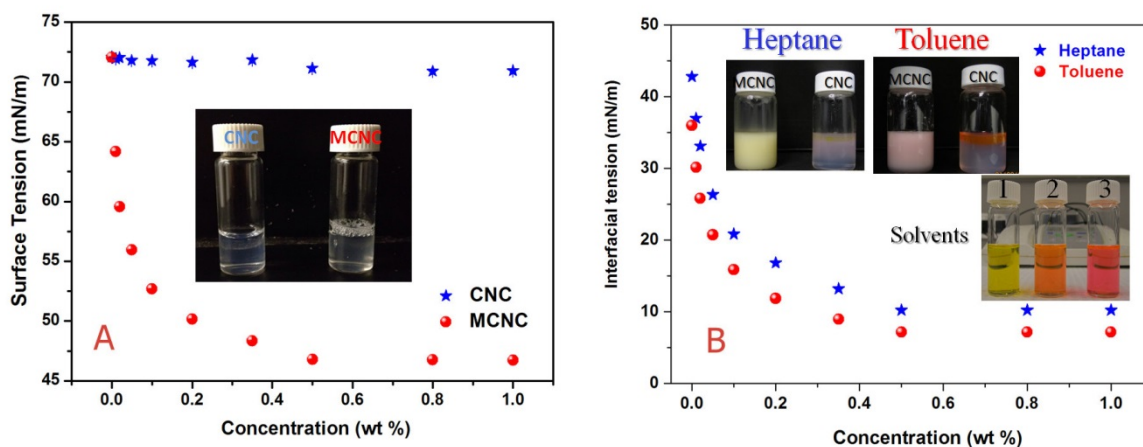 75
70
65
60
55
50
45
Surface Tension (mN/m)
CNC
MCNC
CNC
MCNC
A
0.0 0.2 0.4 0.6 0.8 1.0
Concentration (wt %)
50
40
30
20
10
0
Interfacial tension (mN/m)
Heptane
Toluene
Heptane
Toluene
MCNC
CNC
MCNC
CNC
1 2 3
Solvents
B
0.0 0.2 0.4 0.6 0.8 1.0
Concentration (wt %)